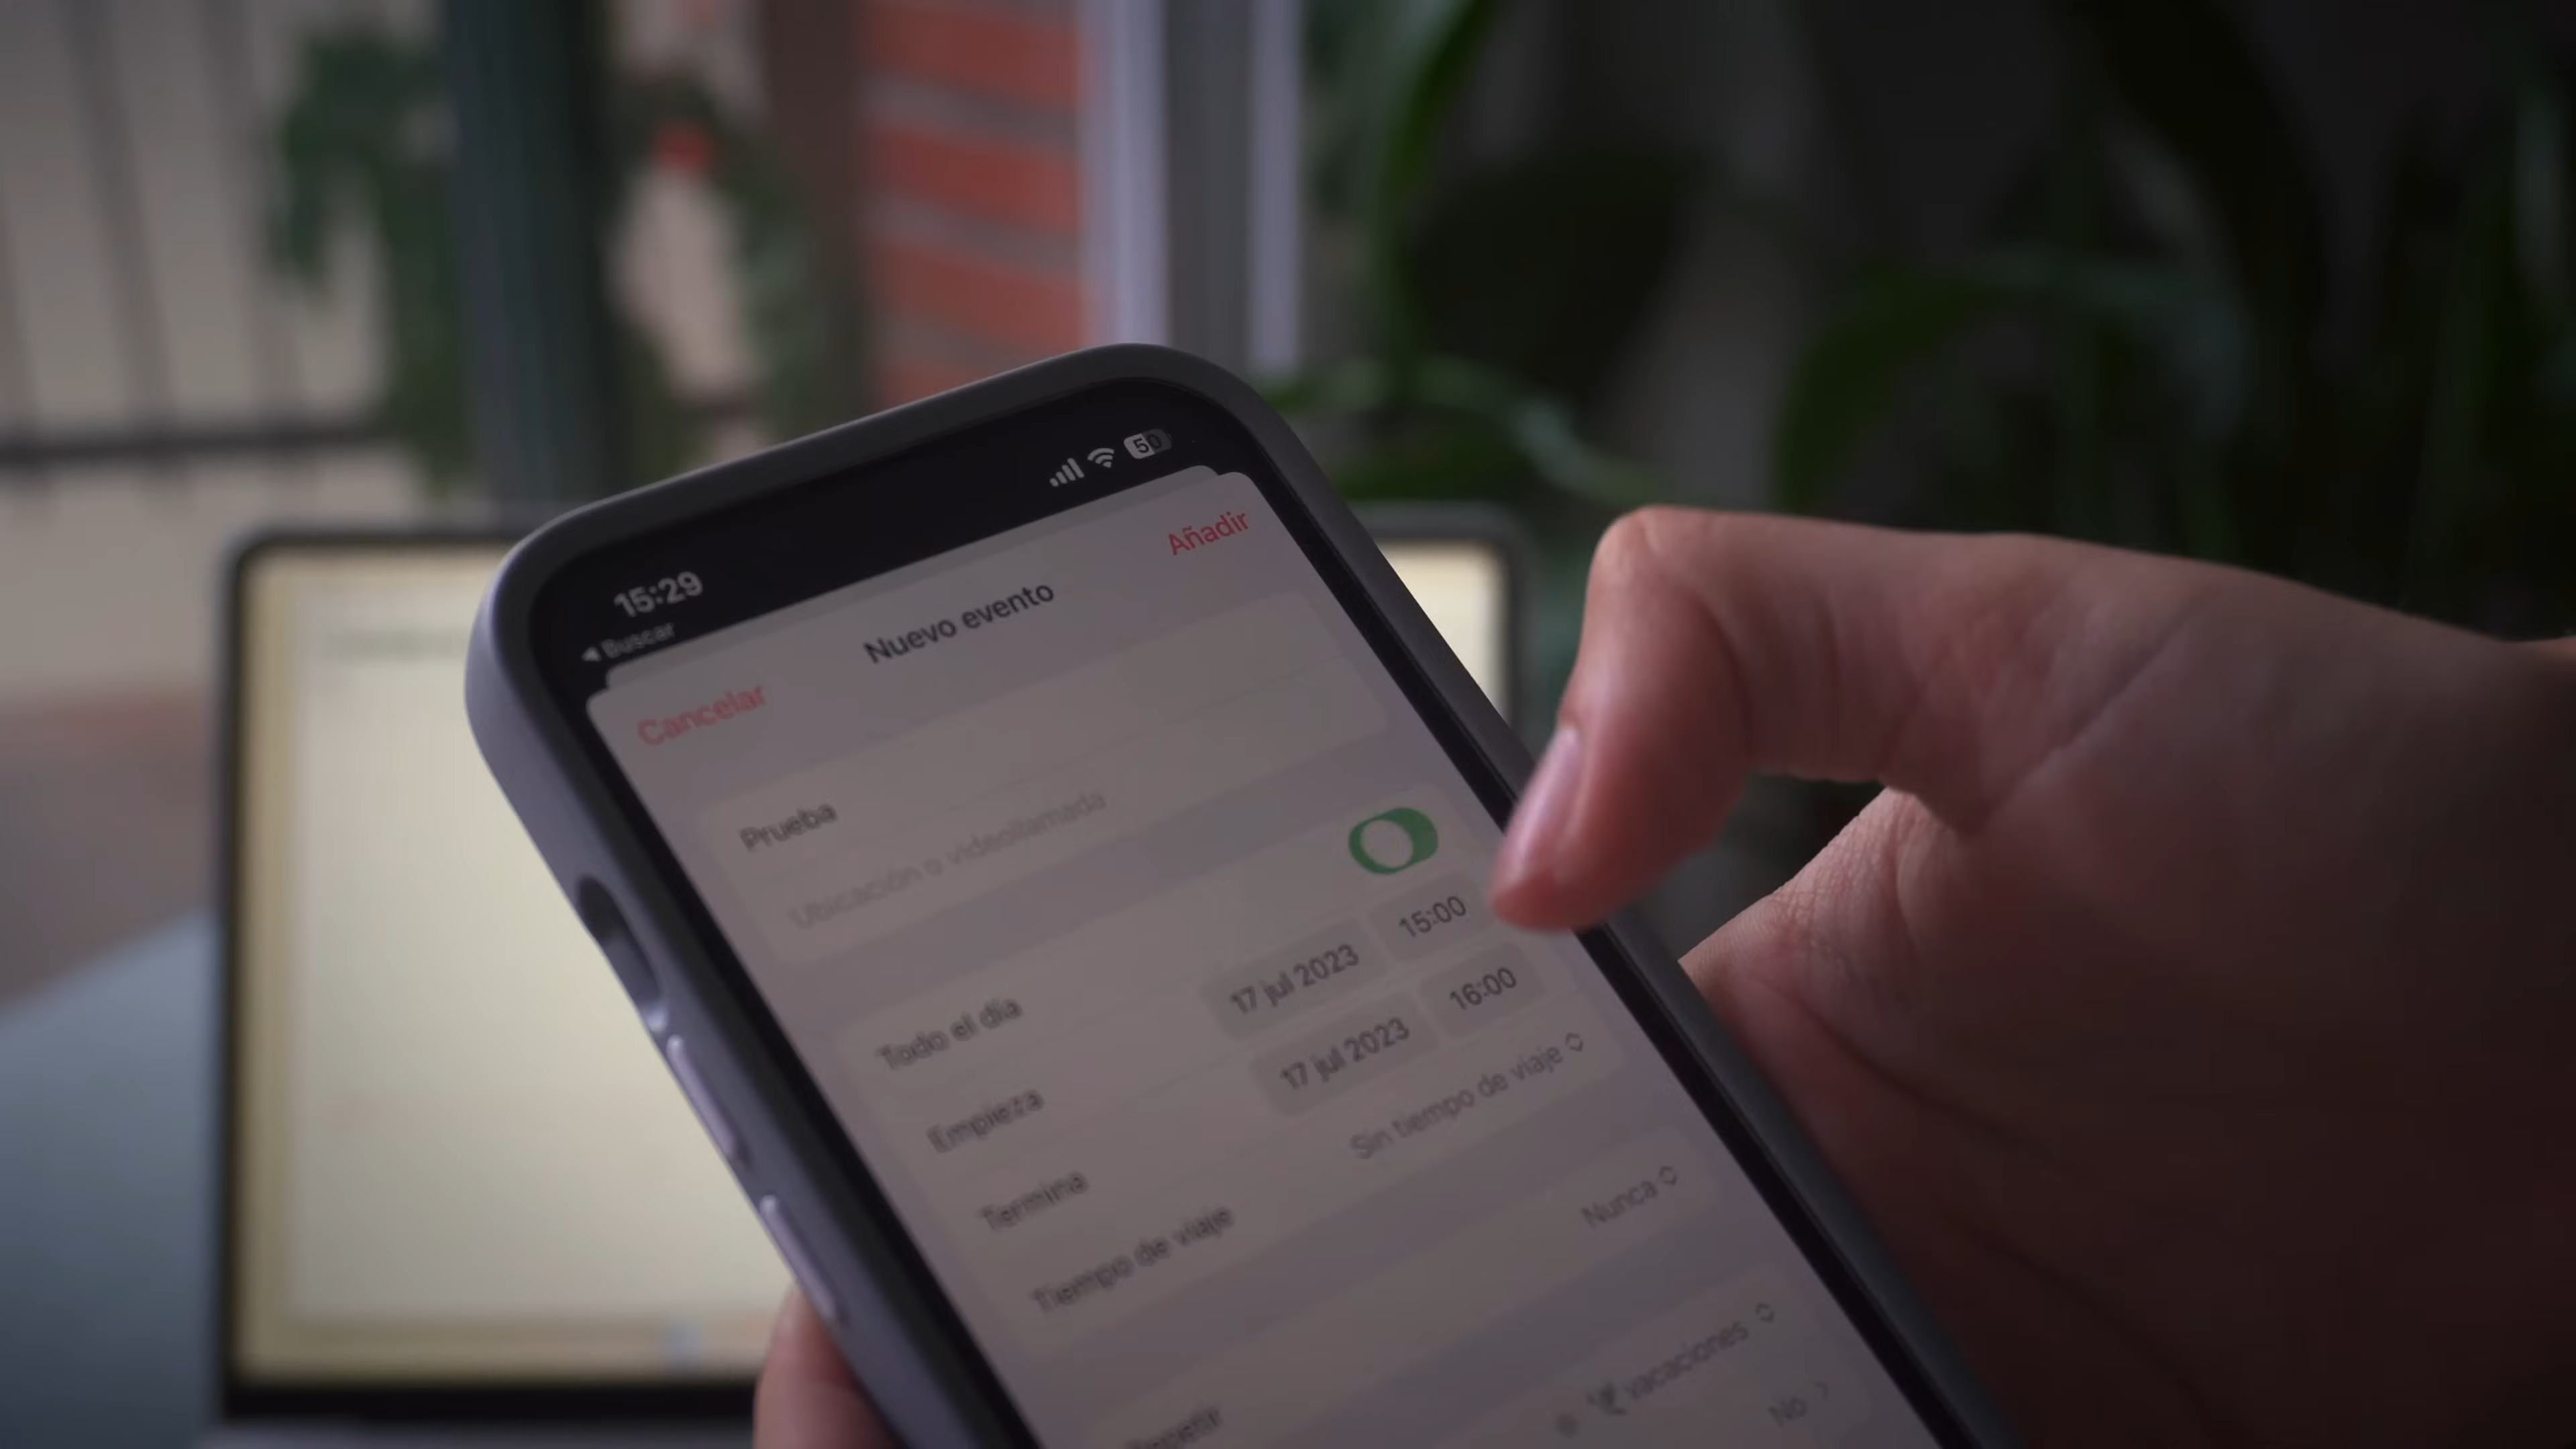 50
15:29
◀ Buscar
Cancelar Nuevo evento Añadir
Prueba
Ubicación o videollamada
Todo el día
Empieza 17 jul 2023 15:00
Termina 17 jul 2023 16:00
Tiempo de viaje Sin tiempo de viaje
Repetir Nunca
vacaciones
No